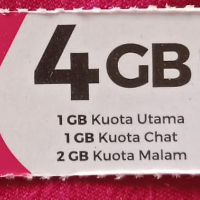 4GB
1 GB Kuota Utama
1 GB Kuota Chat
2 GB Kuota Malam